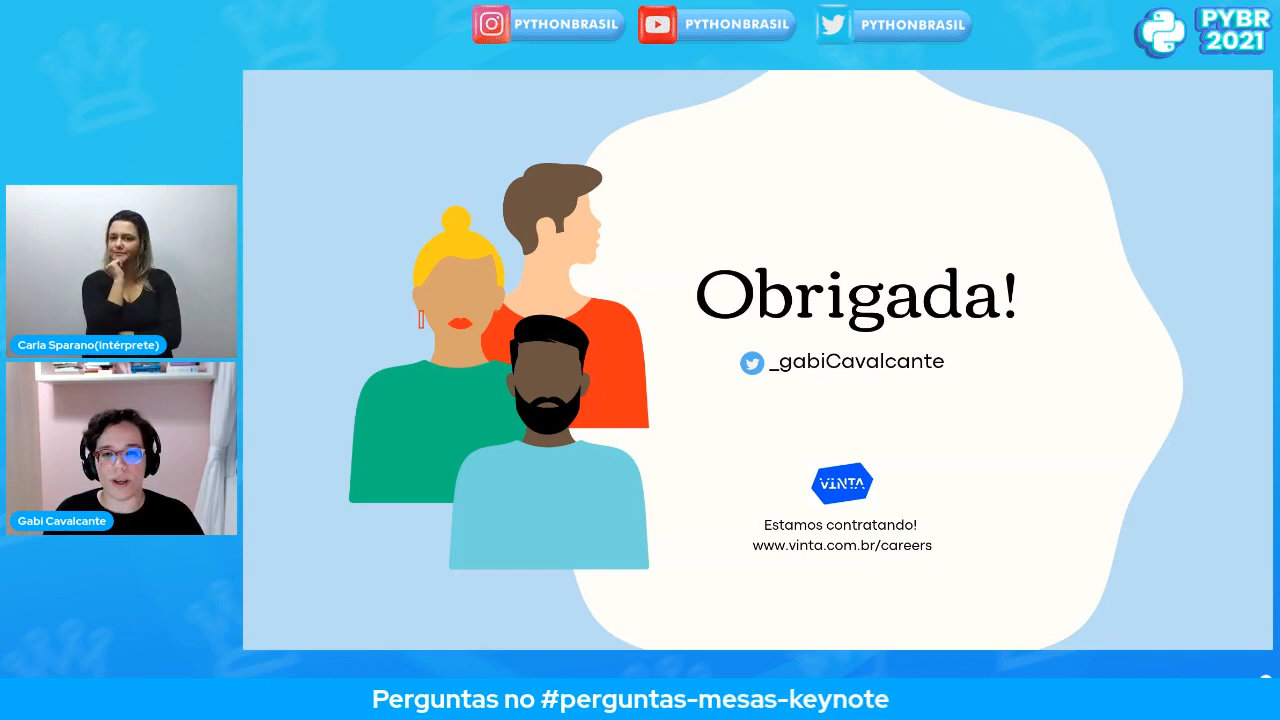 PYTHONBRASIL
PYTHONBRASIL
PYTHONBRASIL
PYBR
2021
Carla Sparano(intérprete)
Gabi Cavalcante
Obrigada!
_gabiCavalcante
VINTA
Estamos contratando!
www.vinta.com.br/careers
Perguntas no #perguntas-mesas-keynote